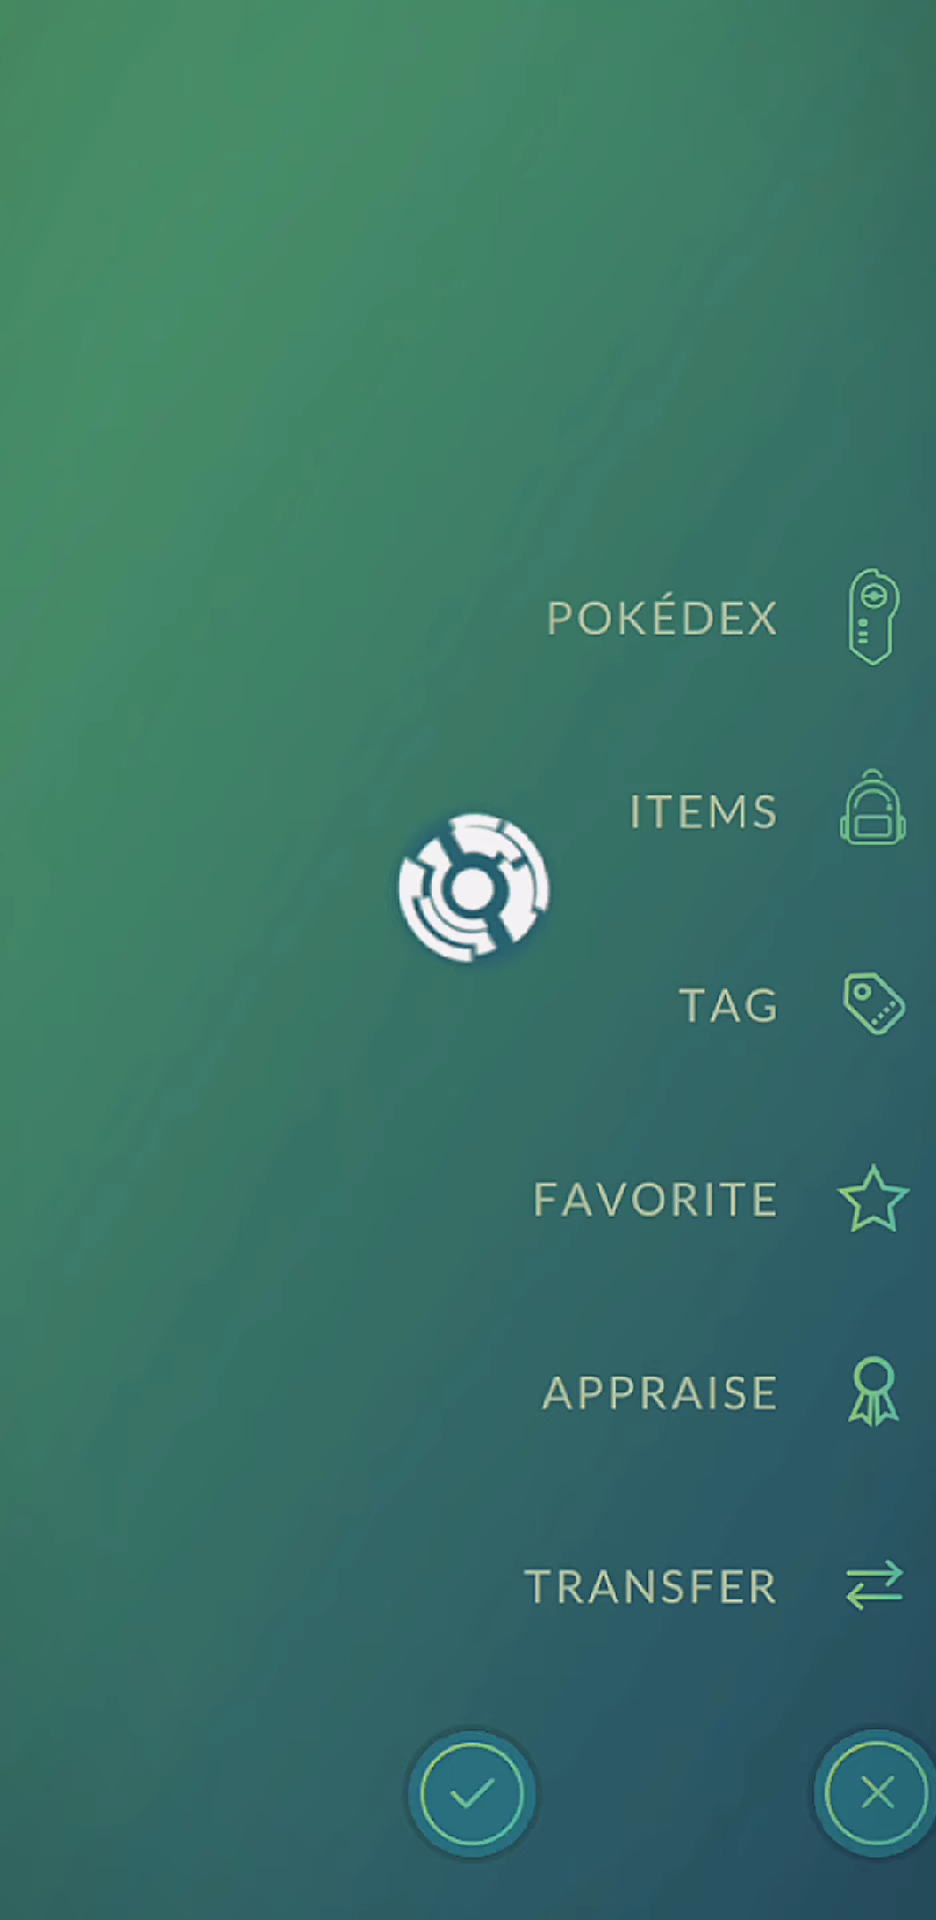 POKÉDEX
ITEMS
TAG
FAVORITE
APPRAISE
TRANSFER